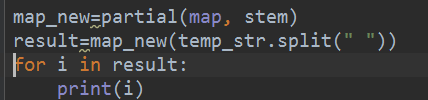 map_new=partial(map, stem)
result=map_new(temp_str.split(" "))
for i in result:
    print(i)